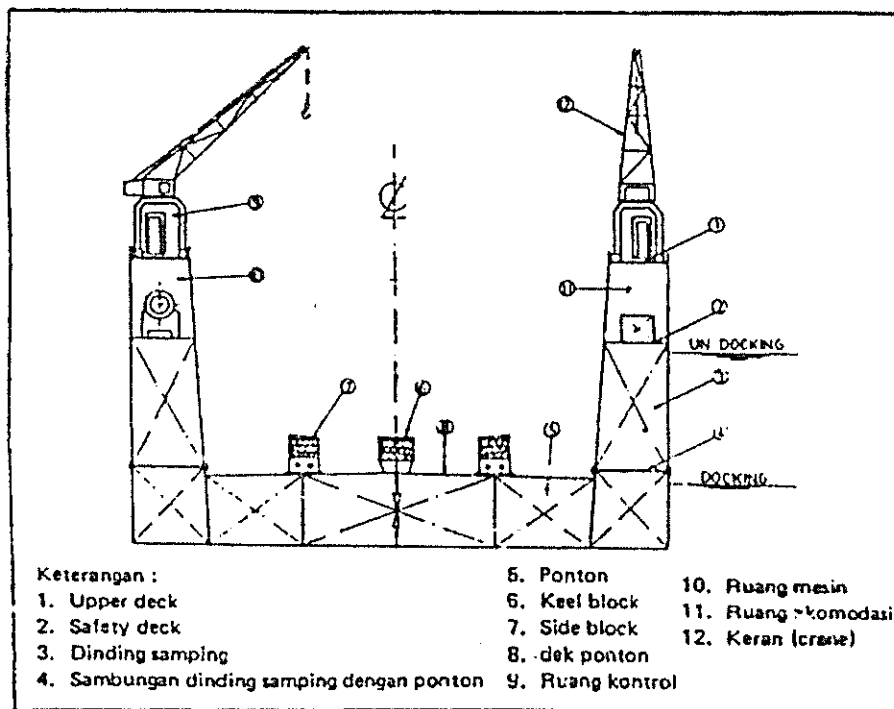 UN DOCKING
DOCKING
Keterangan :
1. Upper deck
2. Safety deck
3. Dinding samping
4. Sambungan dinding samping dengan ponton
5. Ponton
6. Keel block
7. Side block
8. dek ponton
9. Ruang kontrol
10. Ruang mesin
11. Ruang
12. Keran (crane)